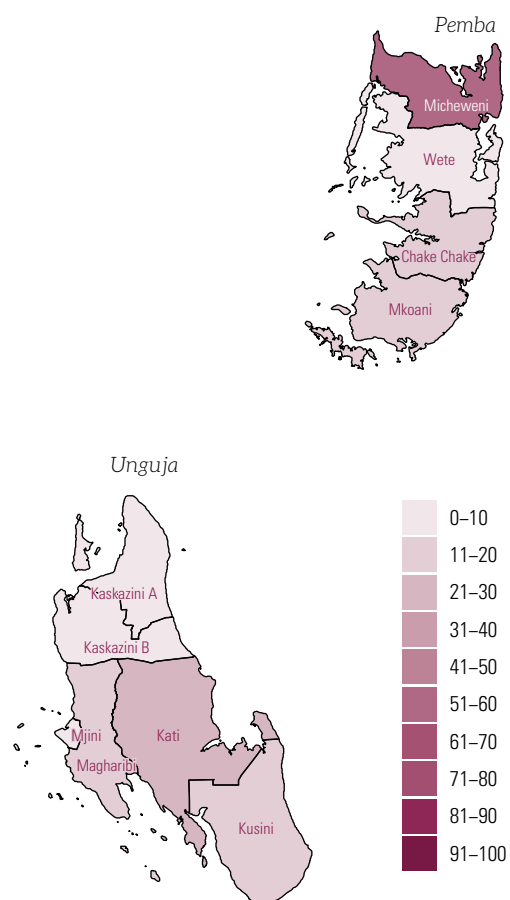 Pemba
Micheweni
Wete
Chake Chake
Mkoani
Unguja
Kaskazini A
Kaskazini B
Mjini
Kati
Magharibi
Kusini
0–10
11–20
21–30
31–40
41–50
51–60
61–70
71–80
81–90
91–100